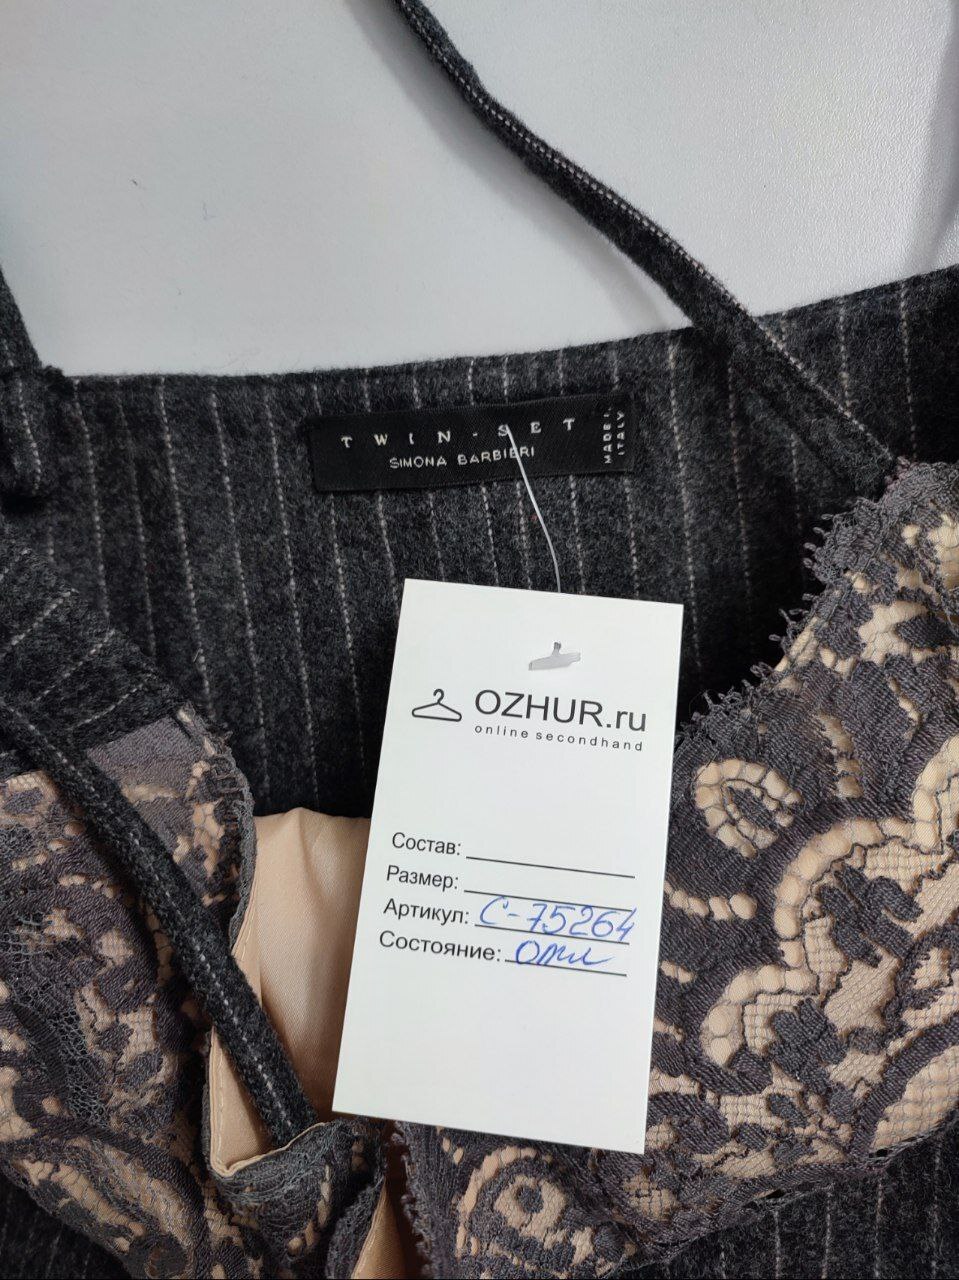 TWIN-SET
SIMONA BARBIERI
MADE IN
ITALY
OZHUR.ru
online secondhand
Состав:
Размер:
Артикул: С-75264
Состояние: отл